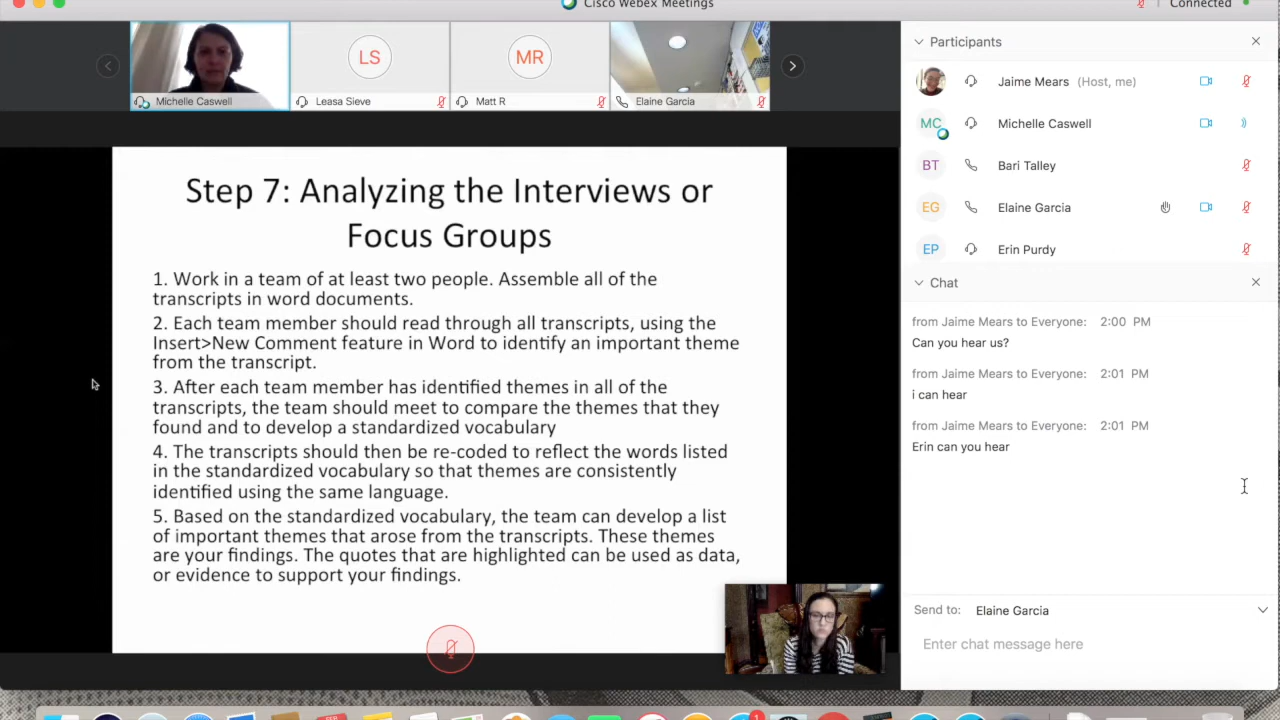 Cisco Webex Meetings
Connected
Michelle Caswell
LS
Leasa Sieve
MR
Matt R
Elaine Garcia
Step 7: Analyzing the Interviews or
Focus Groups
1. Work in a team of at least two people. Assemble all of the
transcripts in word documents.
2. Each team member should read through all transcripts, using the
Insert>New Comment feature in Word to identify an important theme
from the transcript.
3. After each team member has identified themes in all of the
transcripts, the team should meet to compare the themes that they
found and to develop a standardized vocabulary
4. The transcripts should then be re-coded to reflect the words listed
in the standardized vocabulary so that themes are consistently
identified using the same language.
5. Based on the standardized vocabulary, the team can develop a list
of important themes that arose from the transcripts. These themes
are your findings. The quotes that are highlighted can be used as data,
or evidence to support your findings.
Participants
Jaime Mears (Host, me)
MC Michelle Caswell
BT Bari Talley
EG Elaine Garcia
EP Erin Purdy
Chat
from Jaime Mears to Everyone: 2:00 PM
Can you hear us?
from Jaime Mears to Everyone: 2:01 PM
i can hear
from Jaime Mears to Everyone: 2:01 PM
Erin can you hear
Send to: Elaine Garcia
Enter chat message here
1